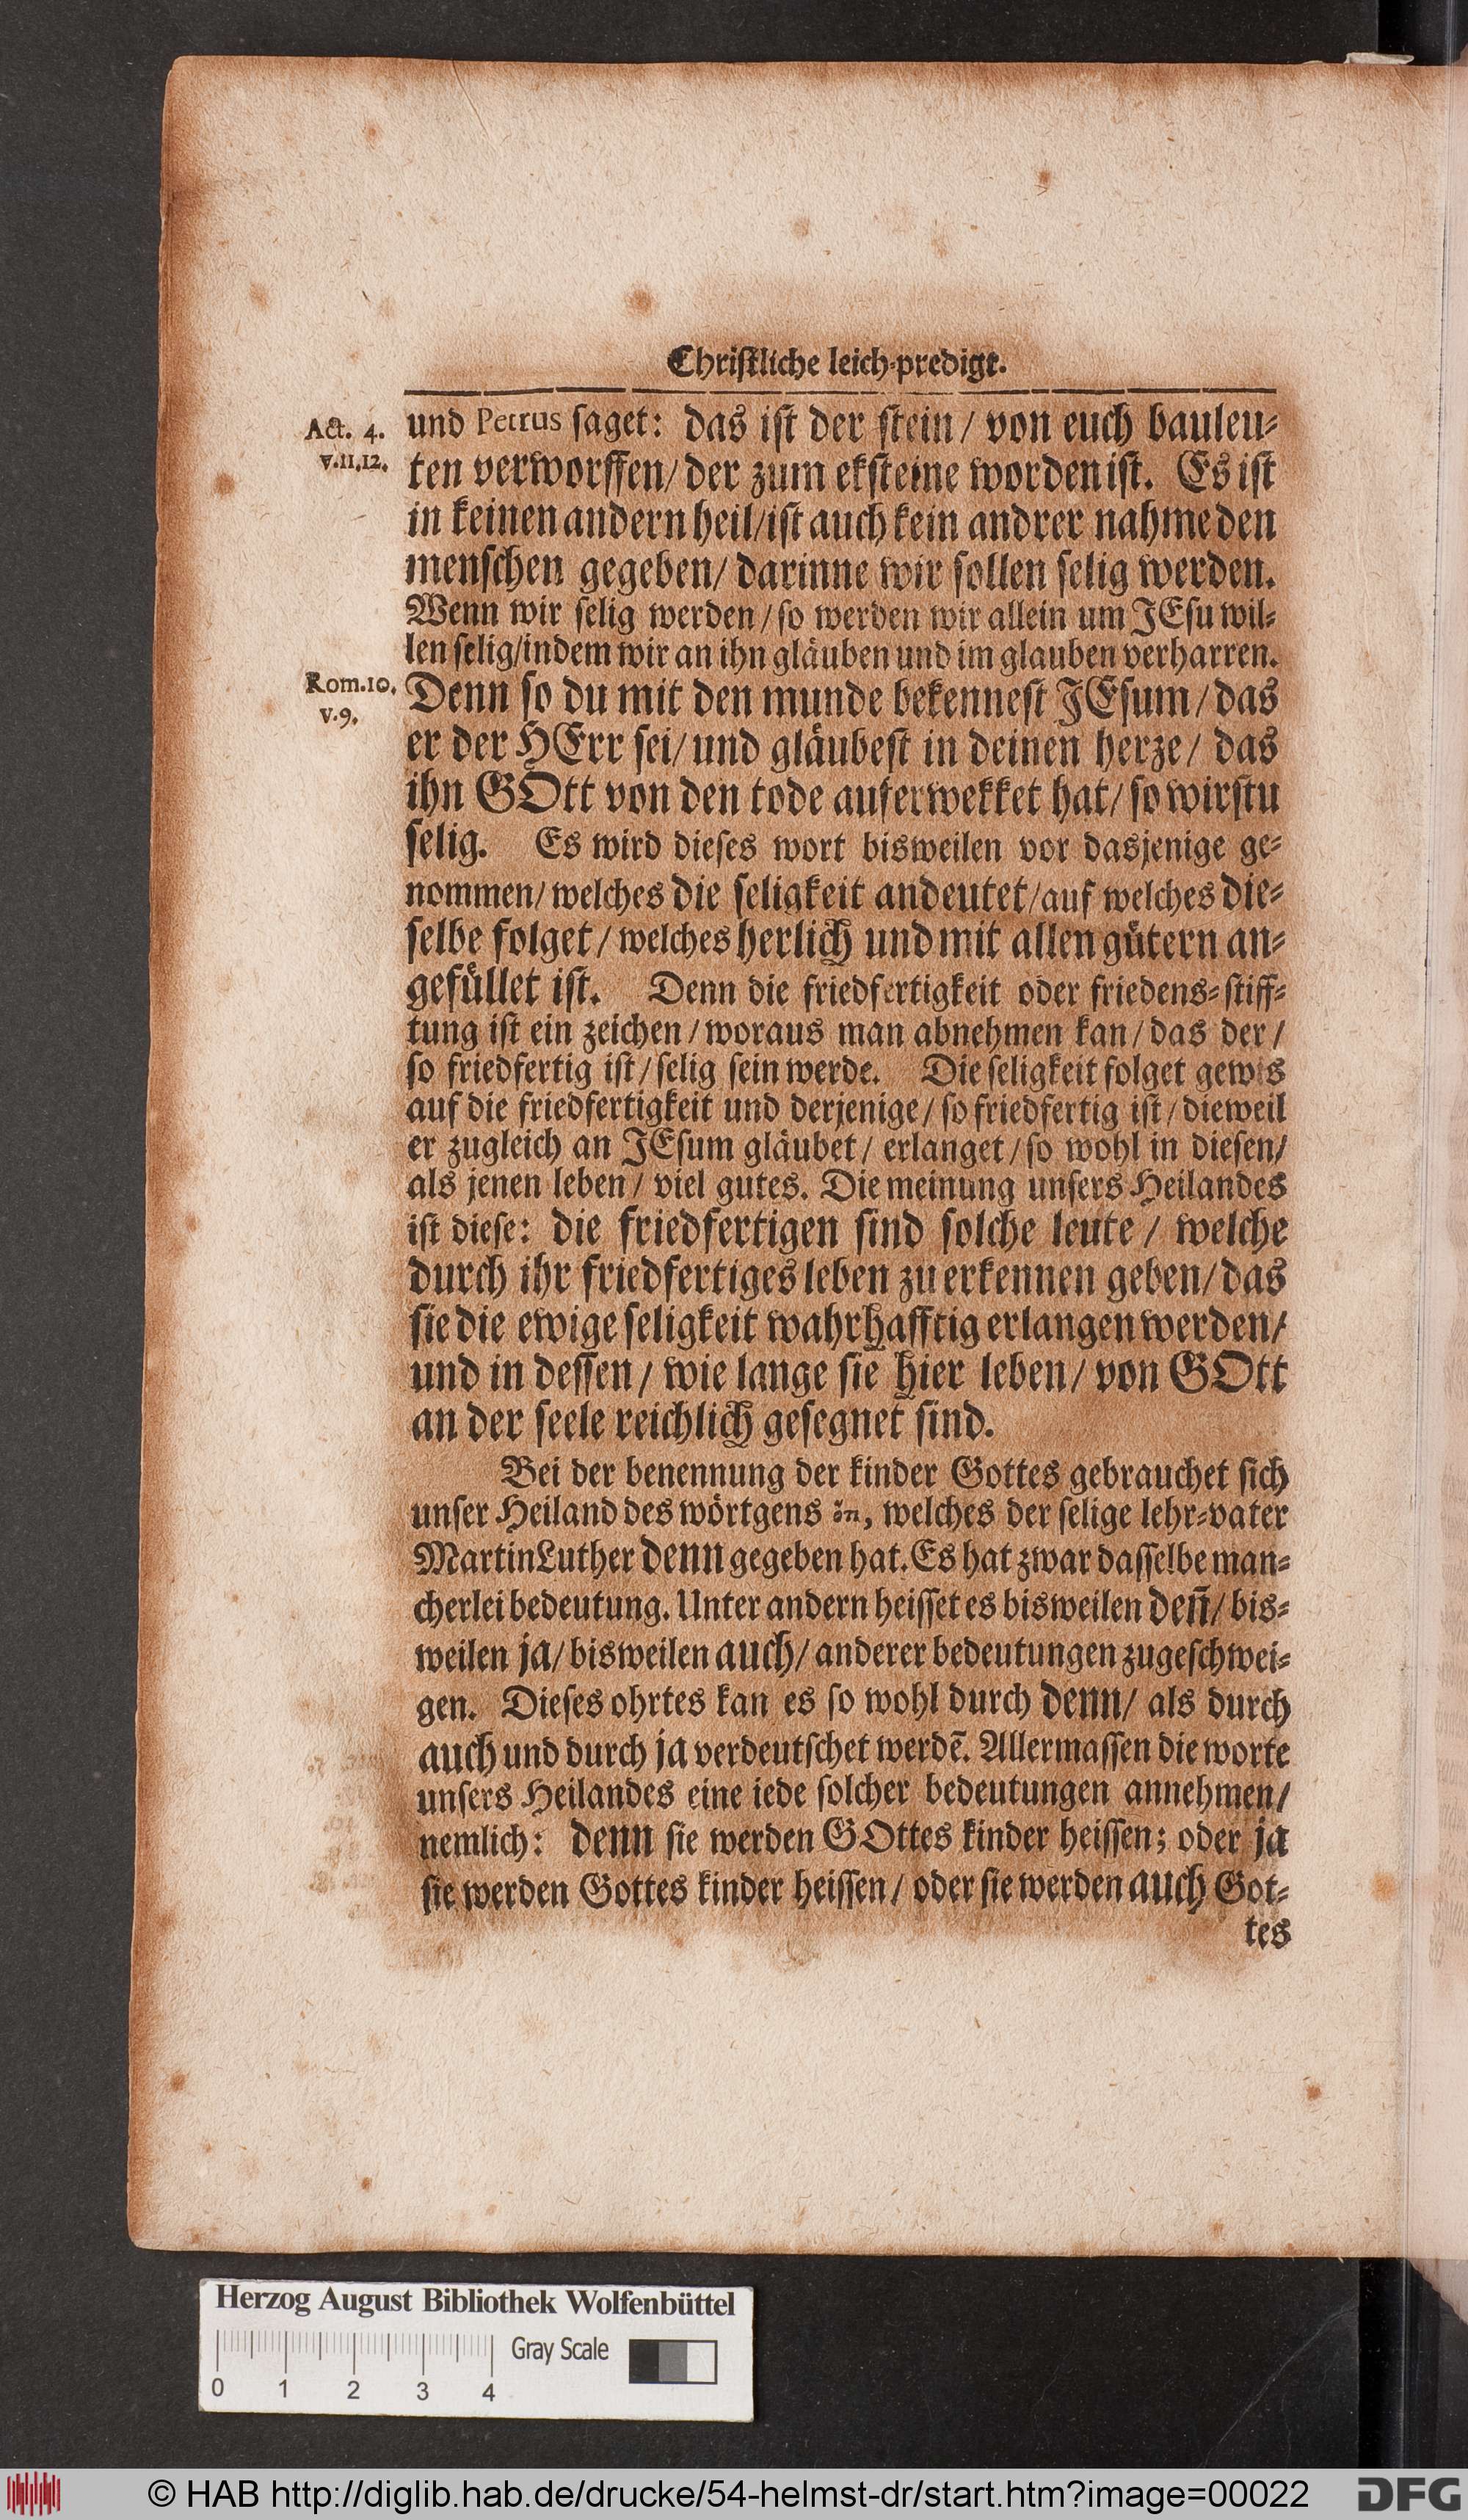 Christliche leich-predigt.
Act. 4.
v.11.12.
und Petrus saget: das ist der stein / von euch bauleu-
ten verworffen / der zum eksteine worden ist. Es ist
in keinen andern heil / ist auch kein andrer nahme den
menschen gegeben / darinne wir sollen selig werden.
Wenn wir selig werden / so werden wir allein um JEsu wil-
len selig / indem wir an ihn gläuben und im glauben verharren.
Rom.10.
v.9.
Denn so du mit den munde bekennest JEsum / das
er der HErr sei / und gläubest in deinen herze / das
ihn GOtt von den tode auferwekket hat / so wirstu
selig. Es wird dieses wort bisweilen vor dasjenige ge-
nommen / welches die seligkeit andeutet / auf welches die-
selbe folget / welches herlich und mit allen gütern an-
gefüllet ist. Denn die friedfertigkeit oder friedens-stiff-
tung ist ein zeichen / woraus man abnehmen kan / das der /
so friedfertig ist / selig sein werde. Die seligkeit folget gewis
auf die friedfertigkeit und derjenige / so friedfertig ist / dieweil
er zugleich an JEsum gläubet / erlanget / so wohl in diesen /
als jenen leben / viel gutes. Die meinung unsers Heilandes
ist diese: die friedfertigen sind solche leute / welche
durch ihr friedfertiges leben zu erkennen geben / das
sie die ewige seligkeit wahrhafftig erlangen werden /
und in dessen / wie lange sie hier leben / von GOtt
an der seele reichlich gesegnet sind.
Bei der benennung der kinder Gottes gebrauchet sich
unser Heiland des wörtgens ὅτι, welches der selige lehr-vater
Martin Luther denn gegeben hat. Es hat zwar dasselbe man-
cherlei bedeutung. Unter andern heisset es bisweilen deñ / bis-
weilen ja / bisweilen auch / anderer bedeutungen zugeschwei-
gen. Dieses ohrtes kan es so wohl durch denn / als durch
auch und durch ja verdeutschet werdẽ. Allermassen die worte
unsers Heilandes eine iede solcher bedeutungen annehmen /
nemlich: denn sie werden GOttes kinder heissen; oder ja
sie werden Gottes kinder heissen / oder sie werden auch Got-
tes
Herzog August Bibliothek Wolfenbüttel
Gray Scale
0 1 2 3 4
© HAB http://diglib.hab.de/drucke/54-helmst-dr/start.htm?image=00022
DFG